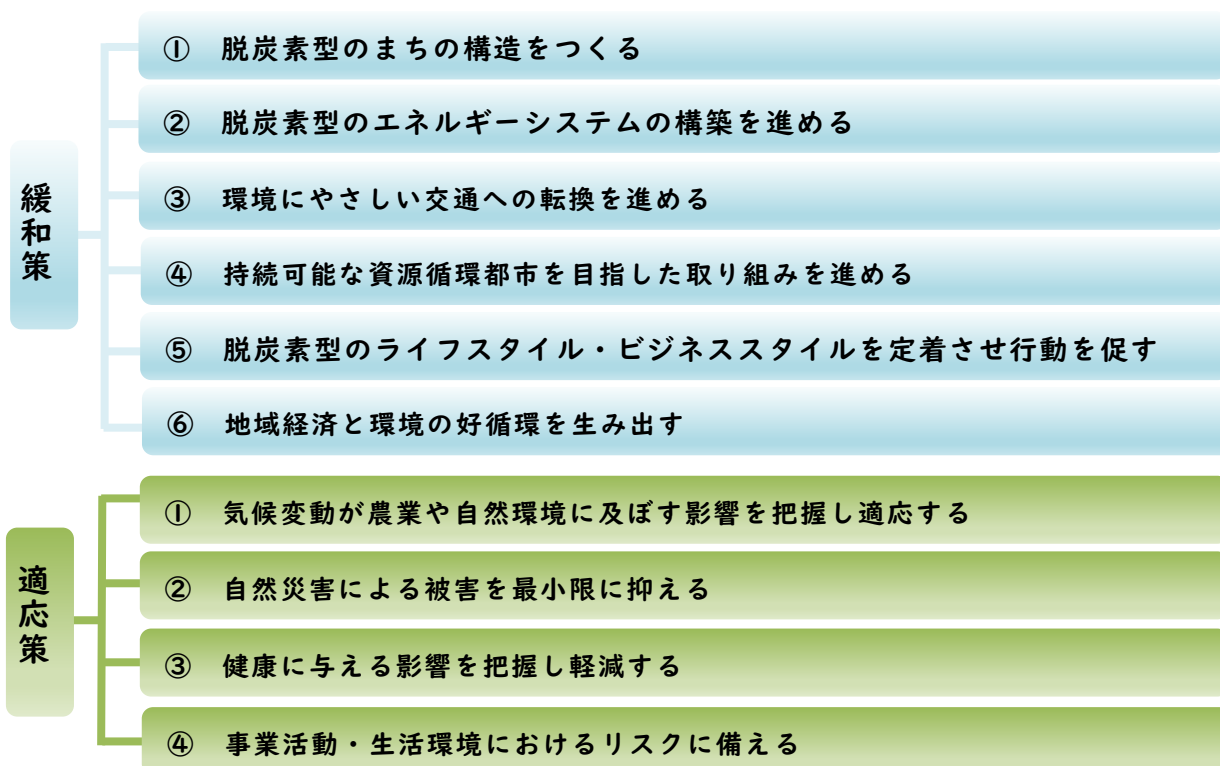 緩和策
① 脱炭素型のまちの構造をつくる
② 脱炭素型のエネルギーシステムの構築を進める
③ 環境にやさしい交通への転換を進める
④ 持続可能な資源循環都市を目指した取り組みを進める
⑤ 脱炭素型のライフスタイル・ビジネススタイルを定着させ行動を促す
⑥ 地域経済と環境の好循環を生み出す
適応策
① 気候変動が農業や自然環境に及ぼす影響を把握し適応する
② 自然災害による被害を最小限に抑える
③ 健康に与える影響を把握し軽減する
④ 事業活動・生活環境におけるリスクに備える